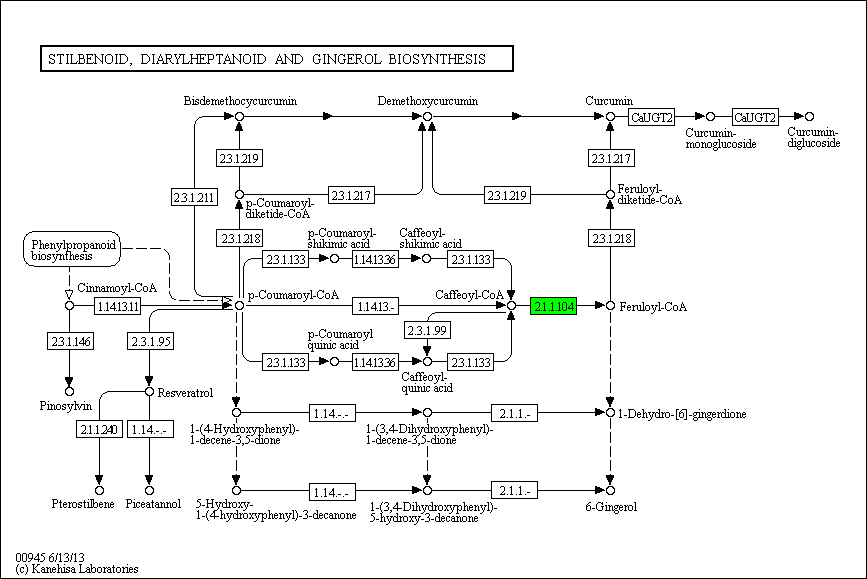 STILBENOID, DIARYLHEPTANOID AND GINGEROL BIOSYNTHESIS
Bisdemethocycurcumin
Demethoxycurcumin
Curcumin
CaUGT2
CaUGT2
Curcumin-
monoglucoside
Curcumin-
diglucoside
2.3.1.219
2.3.1.217
2.3.1.211
p-Coumaroyl-
diketide-CoA
2.3.1.217
2.3.1.219
Feruloyl-
diketide-CoA
Phenylpropanoid
biosynthesis
2.3.1.218
p-Coumaroyl-
shikimic acid
Caffeoyl-
shikimic acid
2.3.1.218
2.3.1.133
1.14.13.36
2.3.1.133
Cinnamoyl-CoA
p-Coumaroyl-CoA
Caffeoyl-CoA
1.14.13.11
1.14.13.-
2.1.1.104
Feruloyl-CoA
2.3.1.146
2.3.1.95
p-Coumaroyl
quinic acid
2.3.1.99
2.3.1.133
1.14.13.36
2.3.1.133
Caffeoyl-
quinic acid
Pinosylvin
Resveratrol
2.1.1.240
1.14.-.-
1.14.-.-
2.1.1.-
1-Dehydro-[6]-gingerdione
1-(4-Hydroxyphenyl)-
1-decene-3,5-dione
1-(3,4-Dihydroxyphenyl)-
1-decene-3,5-dione
1.14.-.-
2.1.1.-
Pterostilbene
Piceatannol
5-Hydroxy-
1-(4-hydroxyphenyl)-3-decanone
1-(3,4-Dihydroxyphenyl)-
5-hydroxy-3-decanone
6-Gingerol
00945 6/13/13
(c) Kanehisa Laboratories